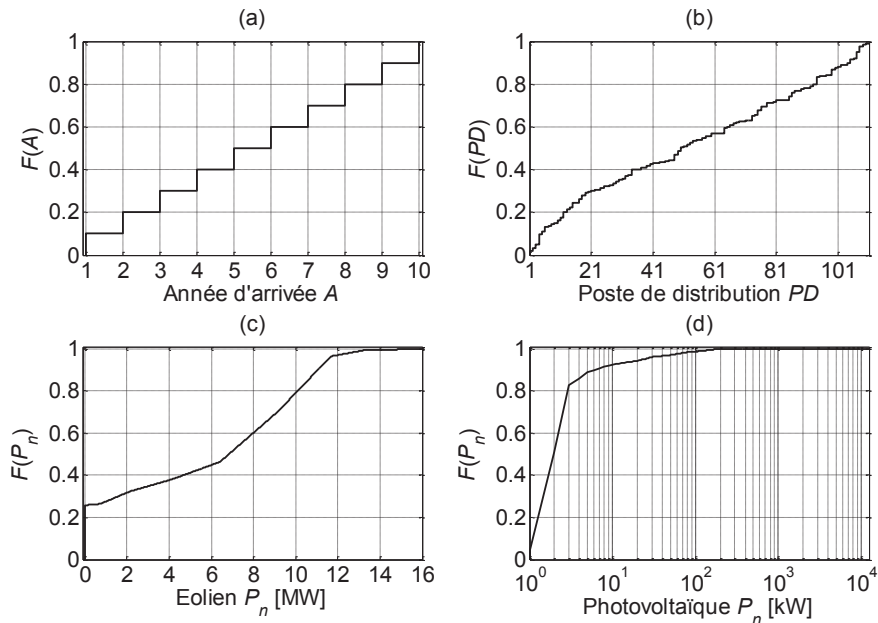 (a)
1
0.8
0.6
0.4
0.2
0
F(A)
1 2 3 4 5 6 7 8 9 10
Année d'arrivée A
(b)
1
0.8
0.6
0.4
0.2
0
F(PD)
1 21 41 61 81 101
Poste de distribution PD
(c)
1
0.8
0.6
0.4
0.2
0
F(Pn)
0 2 4 6 8 10 12 14 16
Eolien Pn [MW]
(d)
1
0.8
0.6
0.4
0.2
0
F(Pn)
10^0 10^1 10^2 10^3 10^4
Photovoltaïque Pn [kW]